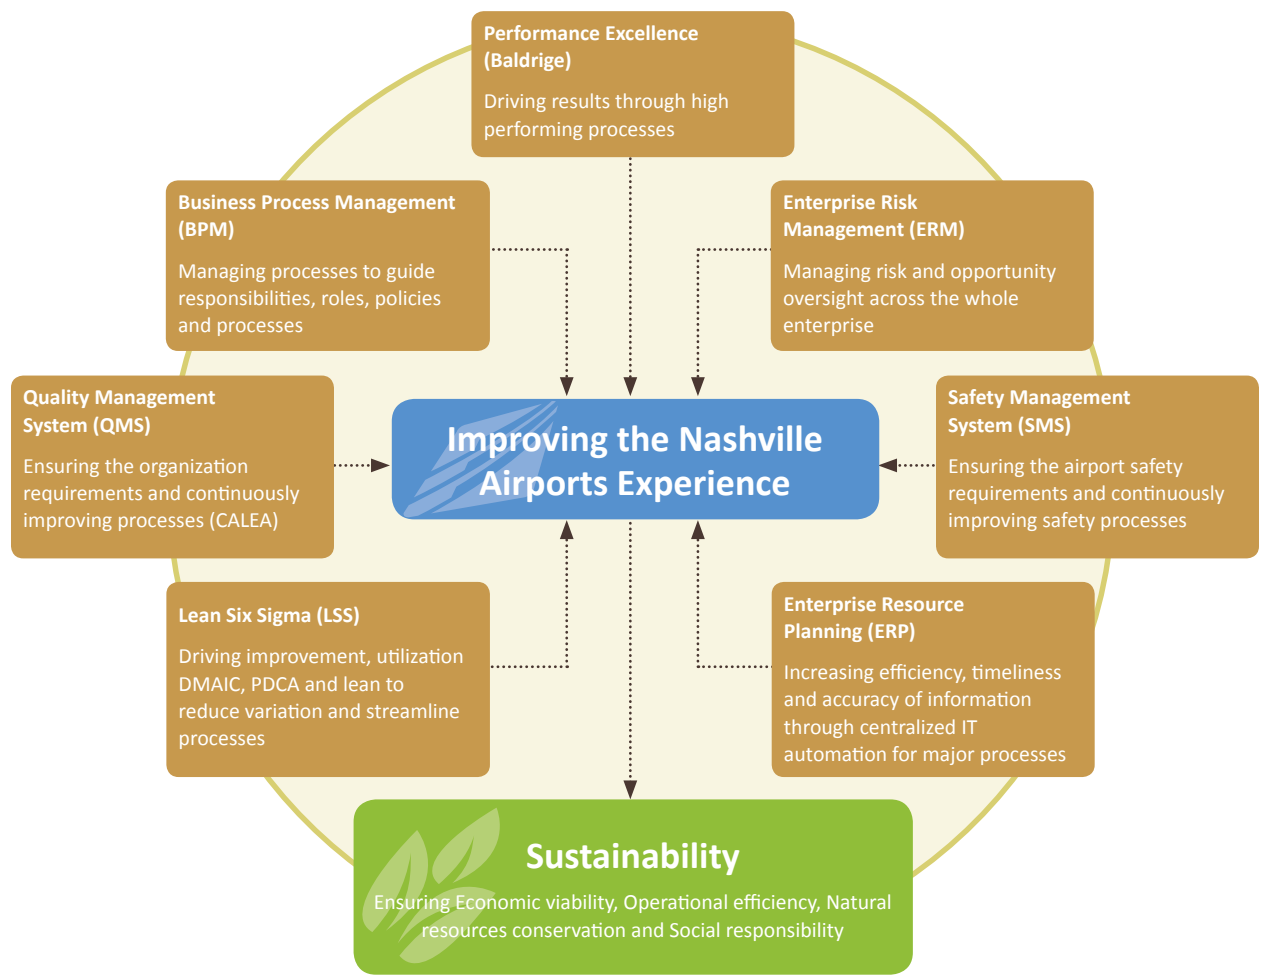 Performance Excellence
(Baldrige)
Driving results through high
performing processes
Business Process Management
(BPM)
Managing processes to guide
responsibilities, roles, policies
and processes
Enterprise Risk
Management (ERM)
Managing risk and opportunity
oversight across the whole
enterprise
Quality Management
System (QMS)
Ensuring the organization
requirements and continuously
improving processes (CALEA)
Improving the Nashville
Airports Experience
Safety Management
System (SMS)
Ensuring the airport safety
requirements and continuously
improving safety processes
Lean Six Sigma (LSS)
Driving improvement, utilization
DMAIC, PDCA and lean to
reduce variation and streamline
processes
Enterprise Resource
Planning (ERP)
Increasing efficiency, timeliness
and accuracy of information
through centralized IT
automation for major processes
Sustainability
Ensuring Economic viability, Operational efficiency, Natural
resources conservation and Social responsibility